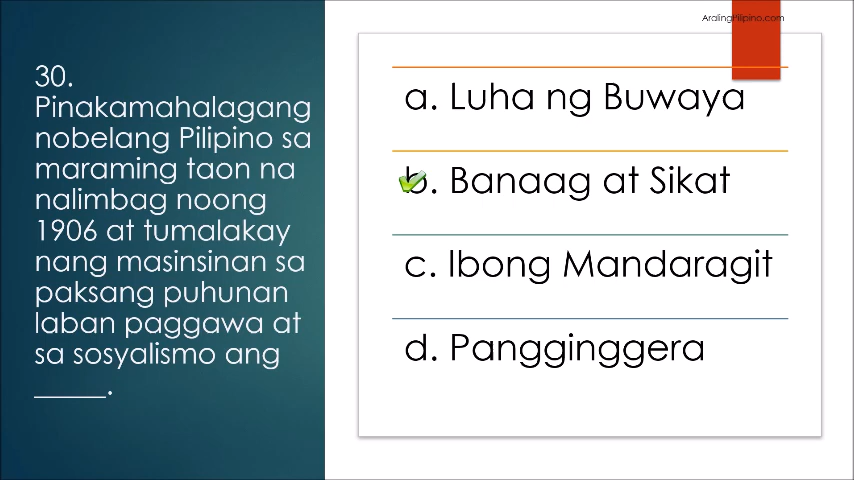 AralingPilipino.com
30.
Pinakamahalagang
nobelang Pilipino sa
maraming taon na
nalimbag noong
1906 at tumalakay
nang masinsinan sa
paksang puhunan
laban paggawa at
sa sosyalismo ang
_____.
a. Luha ng Buwaya
b. Banaag at Sikat
c. Ibong Mandaragit
d. Pangginggera